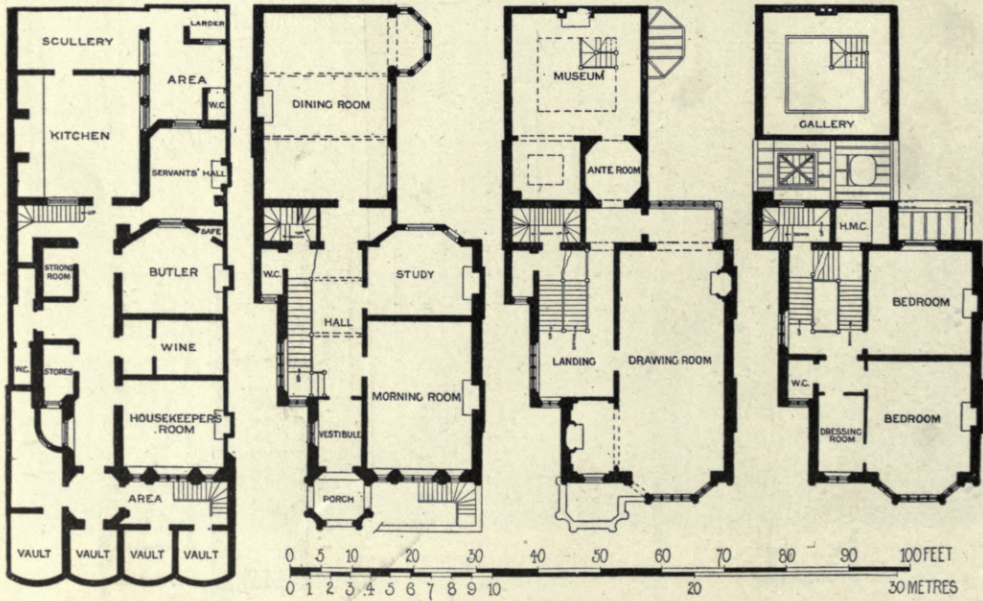 LARDER
SCULLERY
AREA
W.C.
KITCHEN
SERVANTS' HALL
UP
SAFE
STRONG
ROOM
BUTLER
WINE
W.C.
STORES
HOUSEKEEPERS
ROOM
AREA
VAULT
VAULT
VAULT
VAULT
DINING ROOM
W.C.
STUDY
HALL
MORNING ROOM
VESTIBULE
PORCH
MUSEUM
ANTE ROOM
LANDING
DRAWING ROOM
GALLERY
H.M.C.
BEDROOM
W.C.
DRESSING
ROOM
BEDROOM
0 5 10 20 30 40 50 60 70 80 90 100 FEET
0 1 2 3 4 5 6 7 8 9 10 20 30 METRES